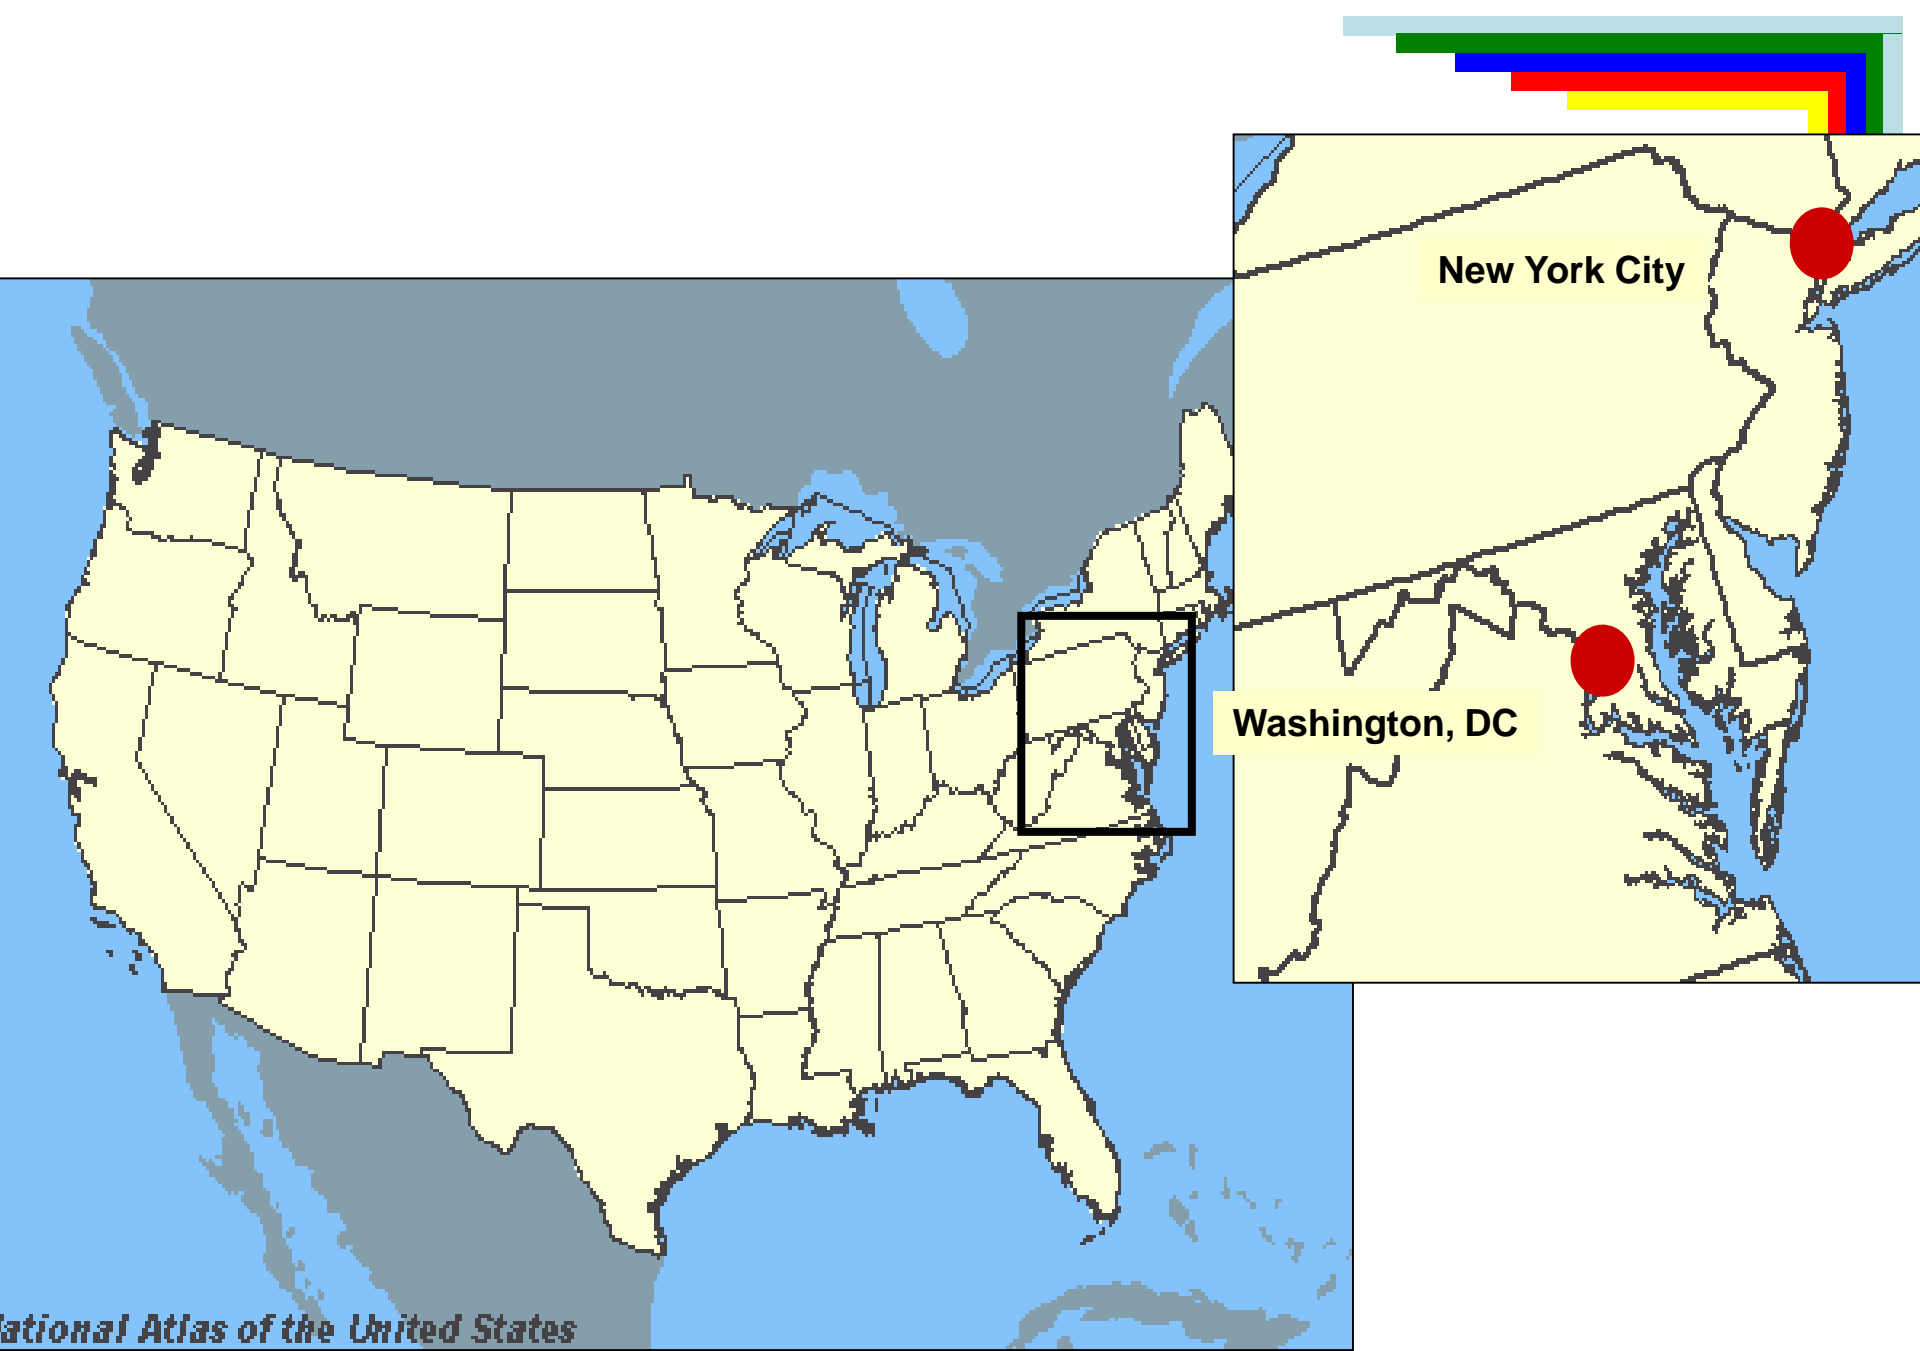 New York City
Washington, DC
ational Atlas of the United States